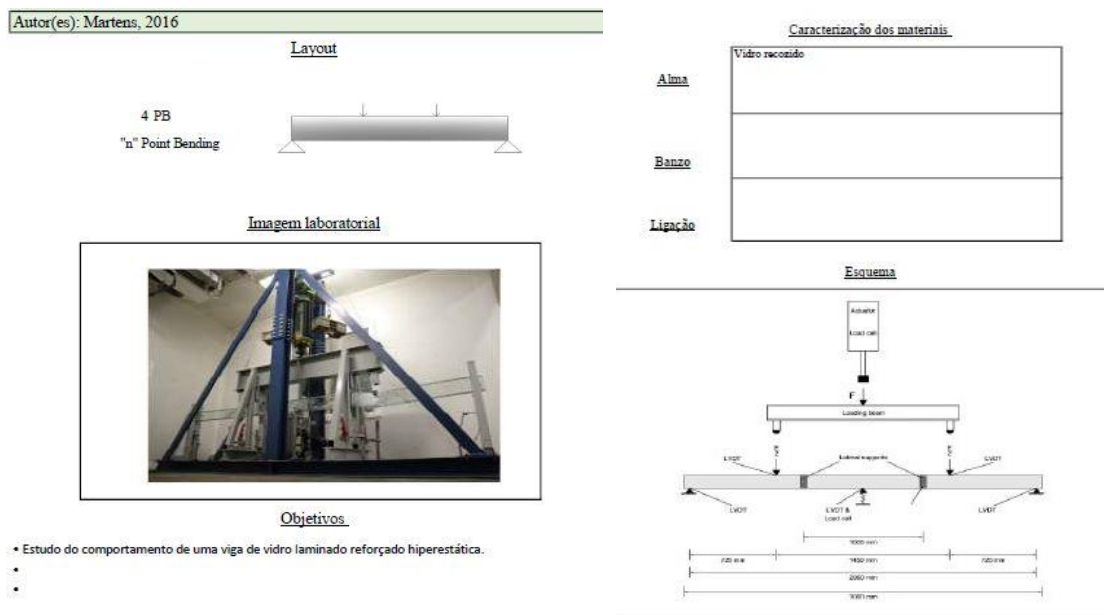 Autor(es): Martens, 2016
Layout
4 PB
"n" Point Bending
Imagem laboratorial
Objetivos
• Estudo do comportamento de uma viga de vidro laminado reforçado hiperestática.
•
•
Caracterização dos materiais
Vidro recozido
Alma
Banzo
Ligação
Esquema
Actuator
Load cell
F
Loading beam
LVDT
Lateral supports
LVDT
LVDT
LVDT &
Load cell
LVDT
725 mm
1450 mm
725 mm